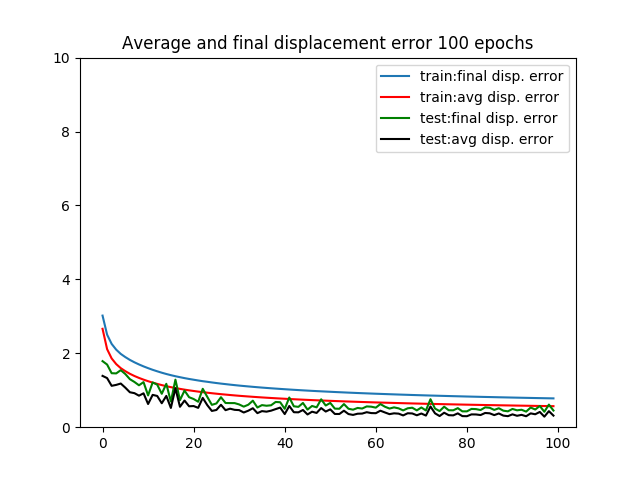 Average and final displacement error 100 epochs
10
8
6
4
2
0
train:final disp. error
train:avg disp. error
test:final disp. error
test:avg disp. error
0 20 40 60 80 100